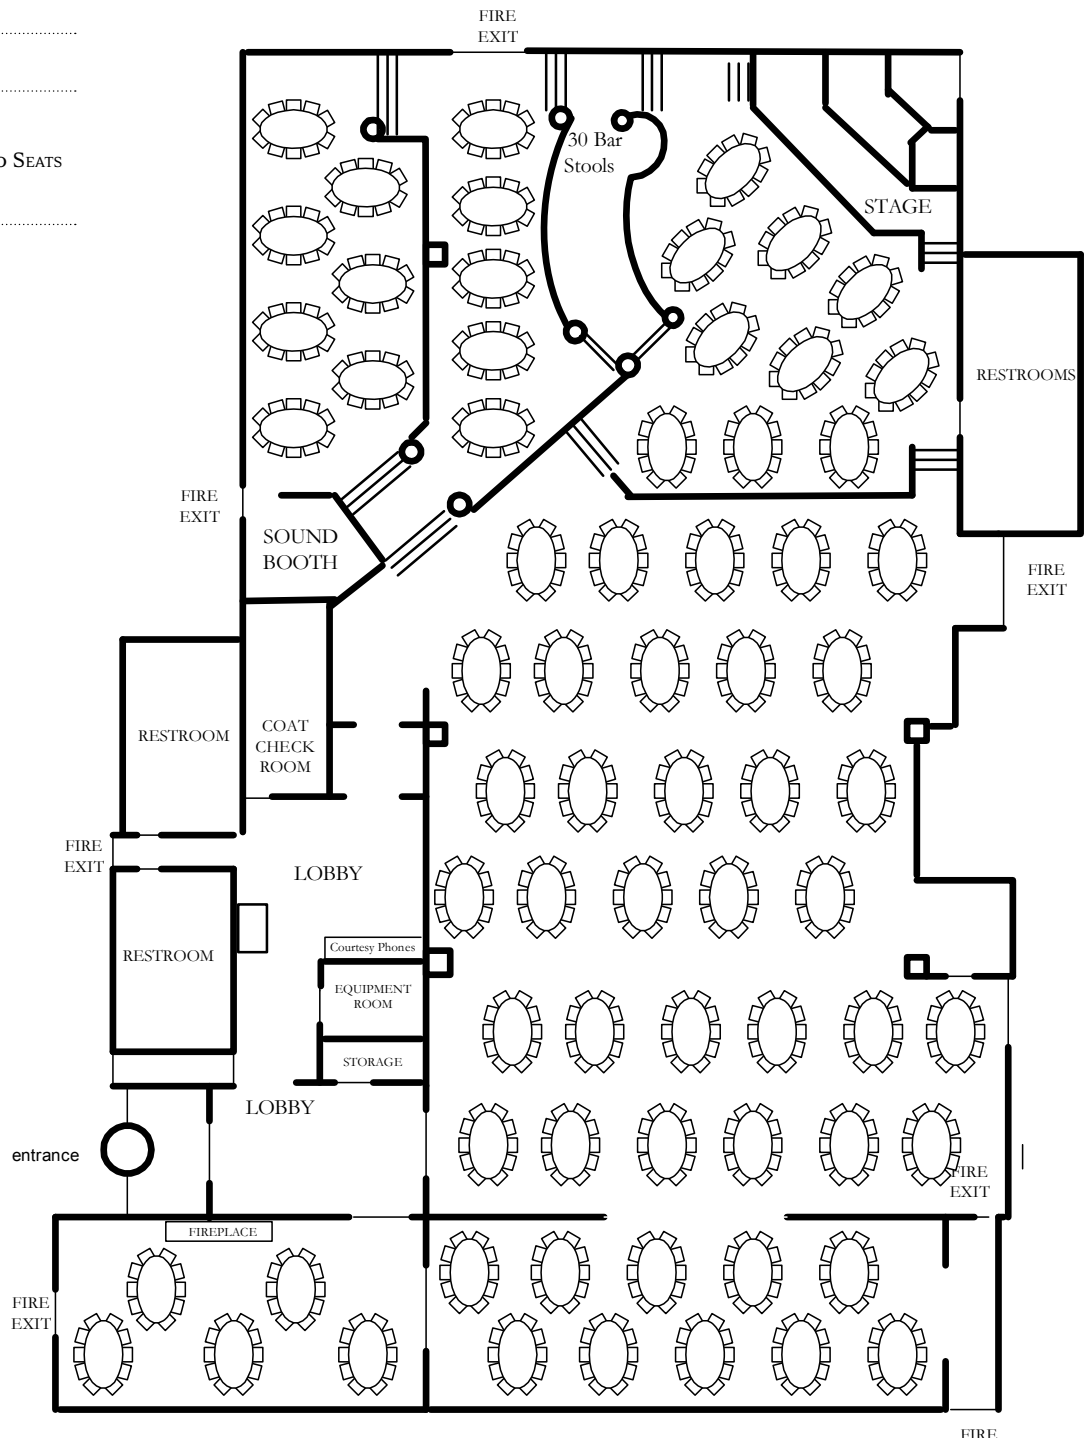 FIRE
EXIT
SEATS
30 Bar
Stools
STAGE
RESTROOMS
FIRE
EXIT
SOUND
BOOTH
FIRE
EXIT
RESTROOM
COAT
CHECK
ROOM
FIRE
EXIT
LOBBY
Courtesy Phones
RESTROOM
EQUIPMENT
ROOM
STORAGE
LOBBY
entrance
FIRE
EXIT
FIREPLACE
FIRE
EXIT
FIRE